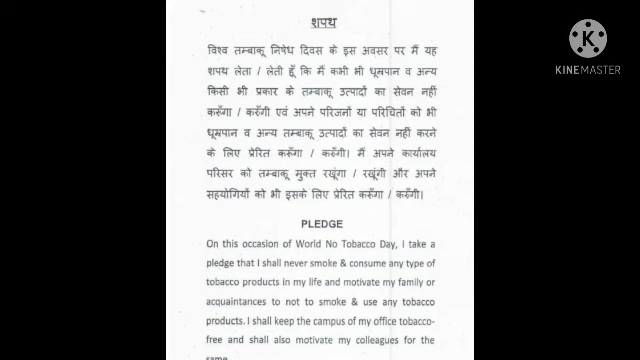 शपथ
विश्व तम्बाकू निषेध दिवस के इस अवसर पर मैं यह
शपथ लेता / लेती हूँ कि मैं कभी भी धूम्रपान व अन्य
किसी भी प्रकार के तम्बाकू उत्पादों का सेवन नहीं
करूँगा / करूँगी एवं अपने परिजनों या परिचितों को भी
धूम्रपान व अन्य तम्बाकू उत्पादों का सेवन नहीं करने
के लिए प्रेरित करूँगा / करूँगी। मैं अपने कार्यालय
परिसर को तम्बाकू मुक्त रखूंगा / रखूंगी और अपने
सहयोगियों को भी इसके लिए प्रेरित करूँगा / करूँगी।
PLEDGE
On this occasion of World No Tobacco Day, I take a
pledge that I shall never smoke & consume any type of
tobacco products in my life and motivate my family or
acquaintances to not to smoke & use any tobacco
products. I shall keep the campus of my office tobacco-
free and shall also motivate my colleagues for the
same
KINEMASTER